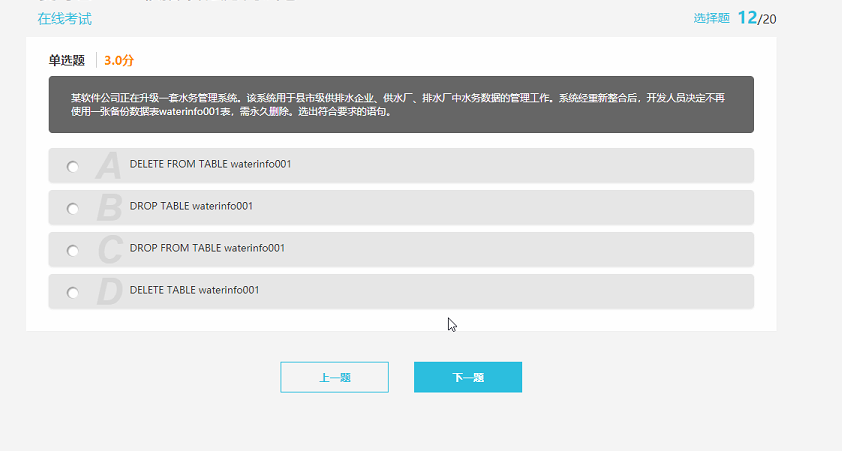 在线考试
选择题 12/20
单选题 3.0分
某软件公司正在升级一套水务管理系统。该系统用于县市级供排水企业、供水厂、排水厂中水务数据的管理工作。系统经重新整合后，开发人员决定不再
使用一张备份数据表waterinfo001表，需永久删除。选出符合要求的语句。
A DELETE FROM TABLE waterinfo001
B DROP TABLE waterinfo001
C DROP FROM TABLE waterinfo001
D DELETE TABLE waterinfo001
上一题 下一题